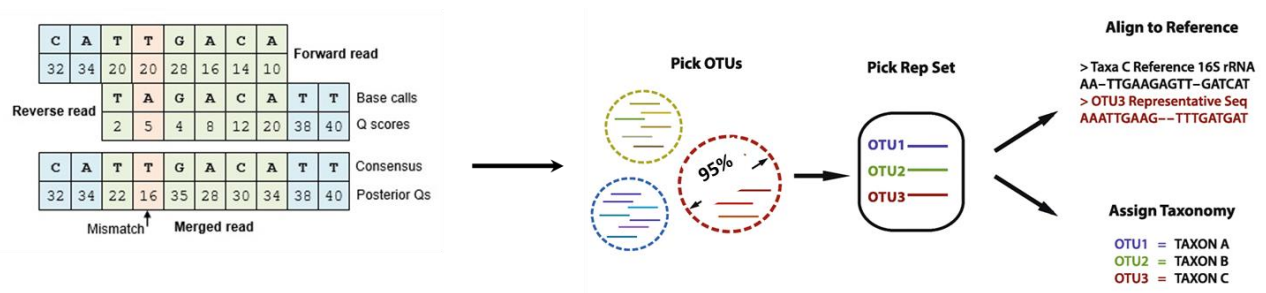 C A T T G A C A
32 34 20 20 28 16 14 10
Forward read
Reverse read
T A G A C A T T
Base calls
2 5 4 8 12 20 38 40
Q scores
C A T T G A C A T T
Consensus
32 34 22 16 35 28 30 34 38 40
Posterior Qs
Mismatch
Merged read
Pick OTUs
95%
Pick Rep Set
OTU1
OTU2
OTU3
Align to Reference
> Taxa C Reference 16S rRNA
AA-TTGAAGAGTT-GATCAT
> OTU3 Representative Seq
AAATTGAAG--TTTGATGAT
Assign Taxonomy
OTU1 = TAXON A
OTU2 = TAXON B
OTU3 = TAXON C